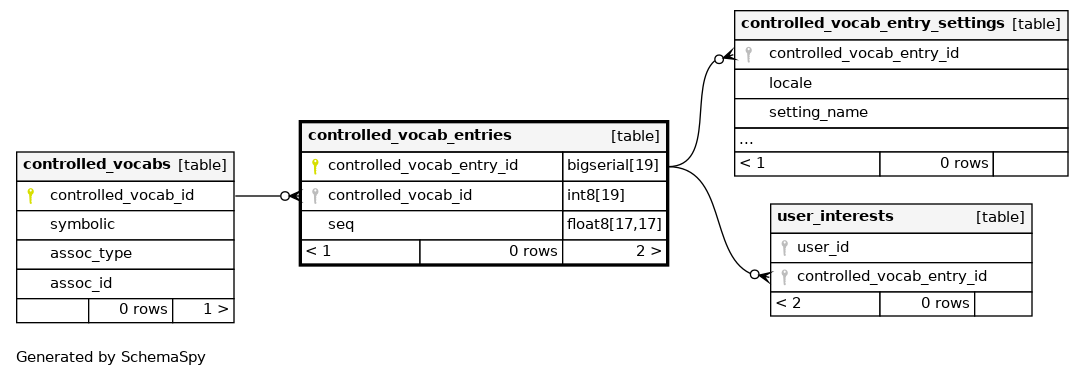 controlled_vocabs [table]
controlled_vocab_id
symbolic
assoc_type
assoc_id
0 rows 1 >
controlled_vocab_entries [table]
controlled_vocab_entry_id bigserial[19]
controlled_vocab_id int8[19]
seq float8[17,17]
< 1 0 rows 2 >
controlled_vocab_entry_settings [table]
controlled_vocab_entry_id
locale
setting_name
...
< 1 0 rows
user_interests [table]
user_id
controlled_vocab_entry_id
< 2 0 rows
Generated by SchemaSpy